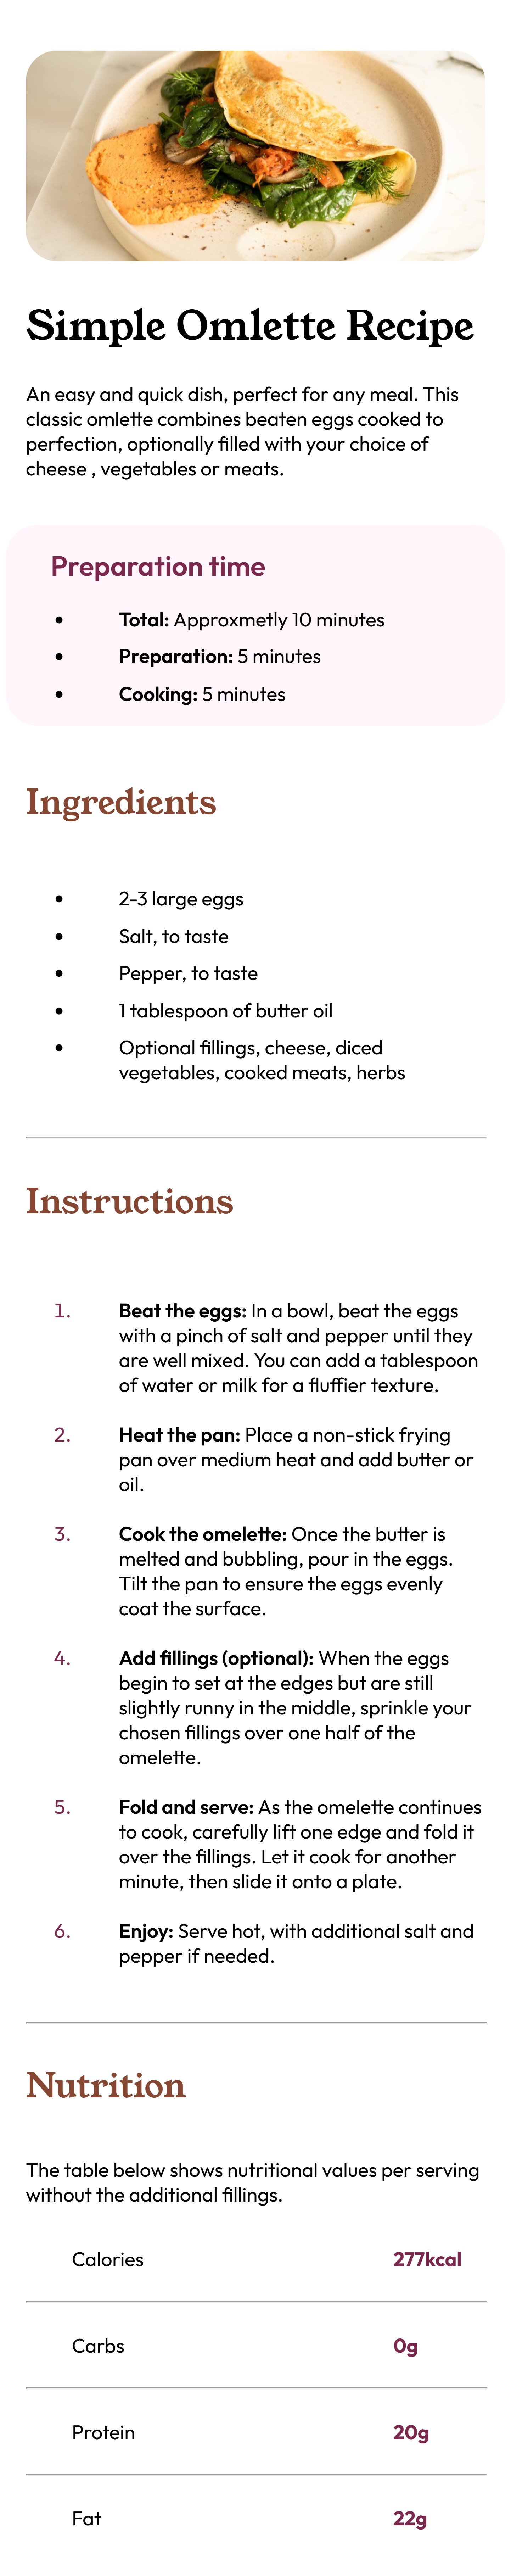 Simple Omlette Recipe
An easy and quick dish, perfect for any meal. This
classic omlette combines beaten eggs cooked to
perfection, optionally filled with your choice of
cheese , vegetables or meats.
Preparation time
• Total: Approxmetly 10 minutes
• Preparation: 5 minutes
• Cooking: 5 minutes
Ingredients
• 2-3 large eggs
• Salt, to taste
• Pepper, to taste
• 1 tablespoon of butter oil
• Optional fillings, cheese, diced
vegetables, cooked meats, herbs
Instructions
1. Beat the eggs: In a bowl, beat the eggs
with a pinch of salt and pepper until they
are well mixed. You can add a tablespoon
of water or milk for a fluffier texture.
2. Heat the pan: Place a non-stick frying
pan over medium heat and add butter or
oil.
3. Cook the omelette: Once the butter is
melted and bubbling, pour in the eggs.
Tilt the pan to ensure the eggs evenly
coat the surface.
4. Add fillings (optional): When the eggs
begin to set at the edges but are still
slightly runny in the middle, sprinkle your
chosen fillings over one half of the
omelette.
5. Fold and serve: As the omelette continues
to cook, carefully lift one edge and fold it
over the fillings. Let it cook for another
minute, then slide it onto a plate.
6. Enjoy: Serve hot, with additional salt and
pepper if needed.
Nutrition
The table below shows nutritional values per serving
without the additional fillings.
Calories 277kcal
Carbs 0g
Protein 20g
Fat 22g